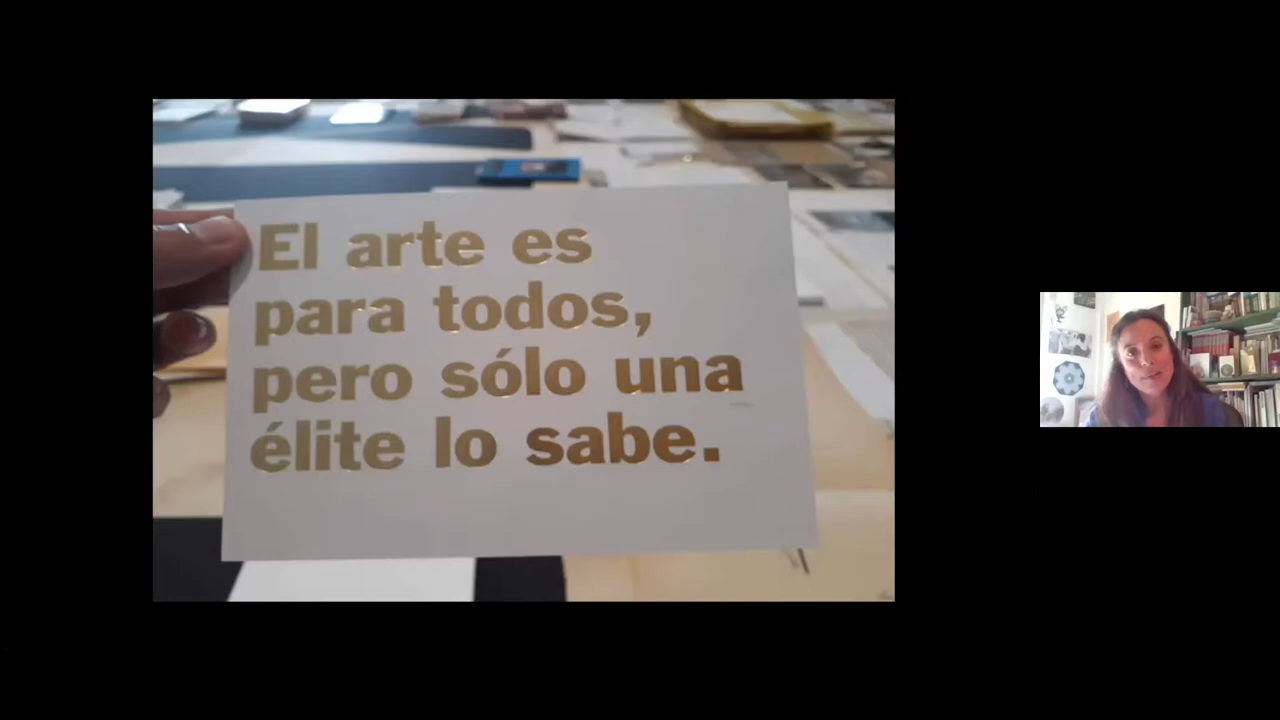 El arte es
para todos,
pero sólo una
élite lo sabe.